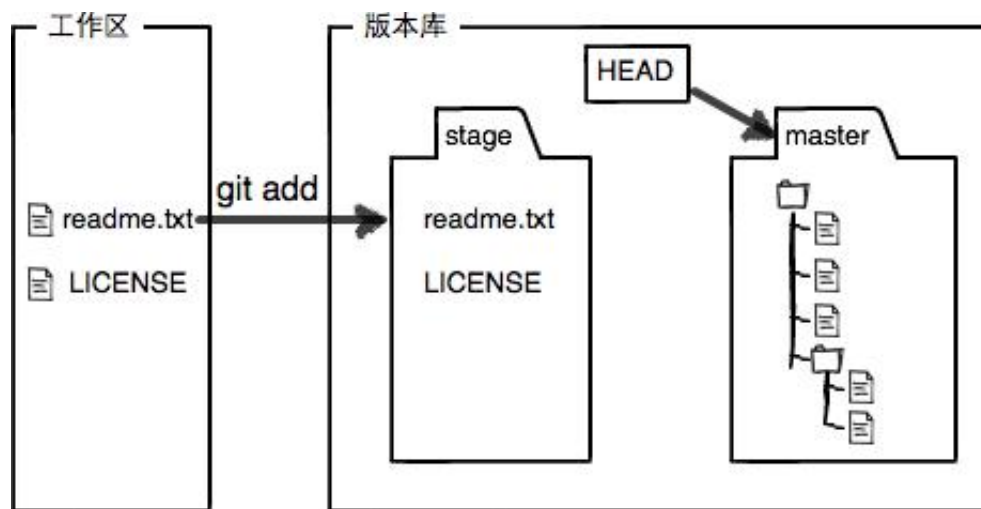 工作区
版本库
HEAD
stage
master
git add
readme.txt
readme.txt
LICENSE
LICENSE